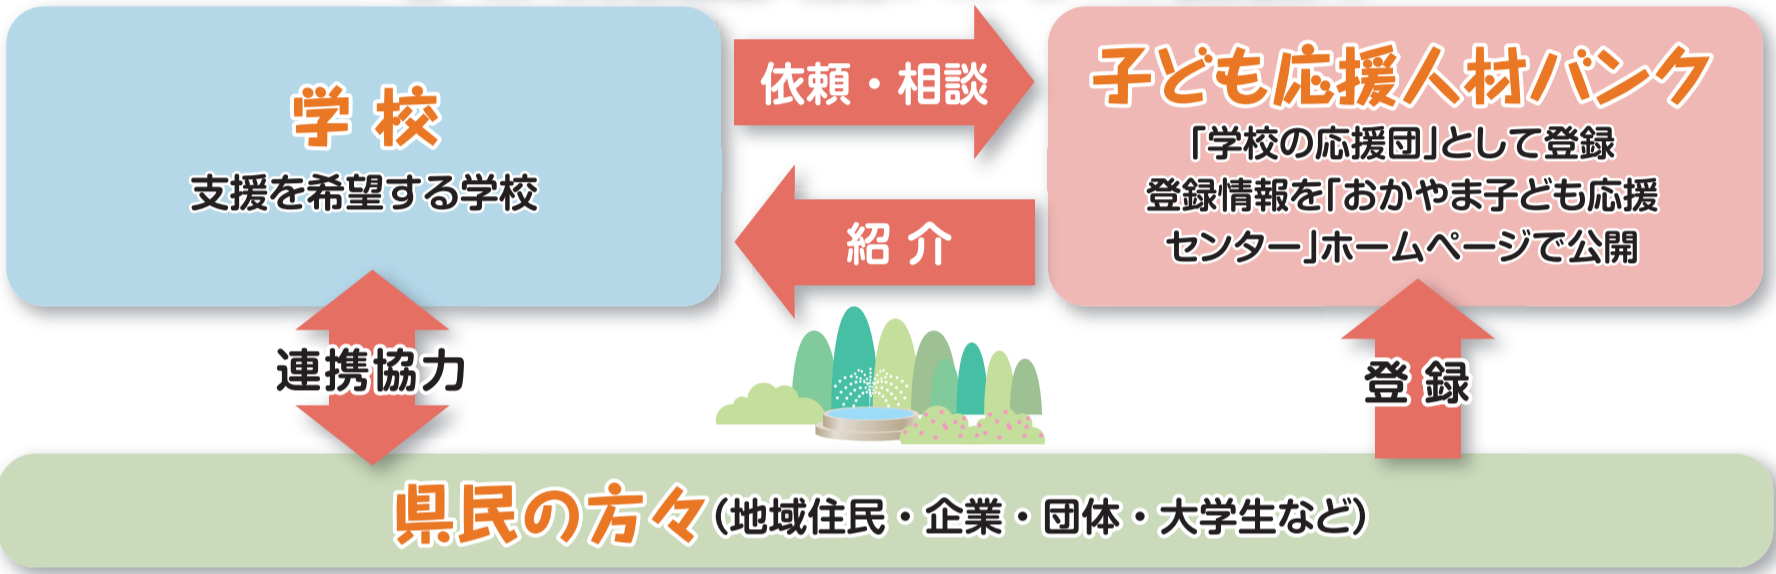 学校
支援を希望する学校
依頼・相談
紹介
子ども応援人材バンク
「学校の応援団」として登録
登録情報を「おかやま子ども応援
センター」ホームページで公開
連携協力
登録
県民の方々(地域住民・企業・団体・大学生など)